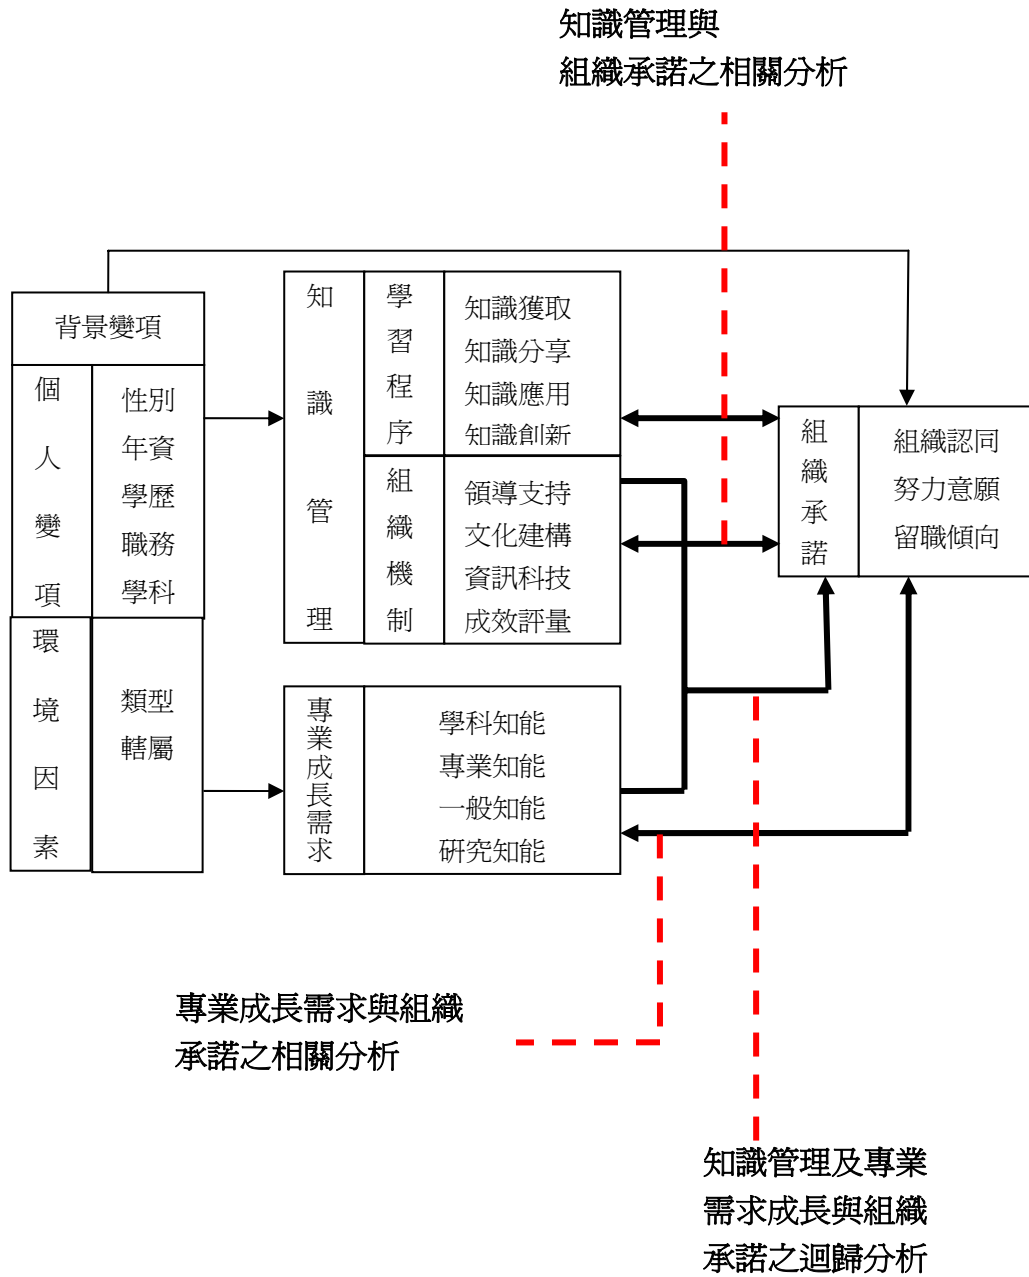 知識管理與
組織承諾之相關分析
背景變項
個人變項
性別
年資
學歷
職務
學科
環境因素
類型
轄屬
知識管理
學習程序
知識獲取
知識分享
知識應用
知識創新
組織機制
領導支持
文化建構
資訊科技
成效評量
專業成長需求
學科知能
專業知能
一般知能
研究知能
組織承諾
組織認同
努力意願
留職傾向
專業成長需求與組織
承諾之相關分析
知識管理及專業
需求成長與組織
承諾之迴歸分析